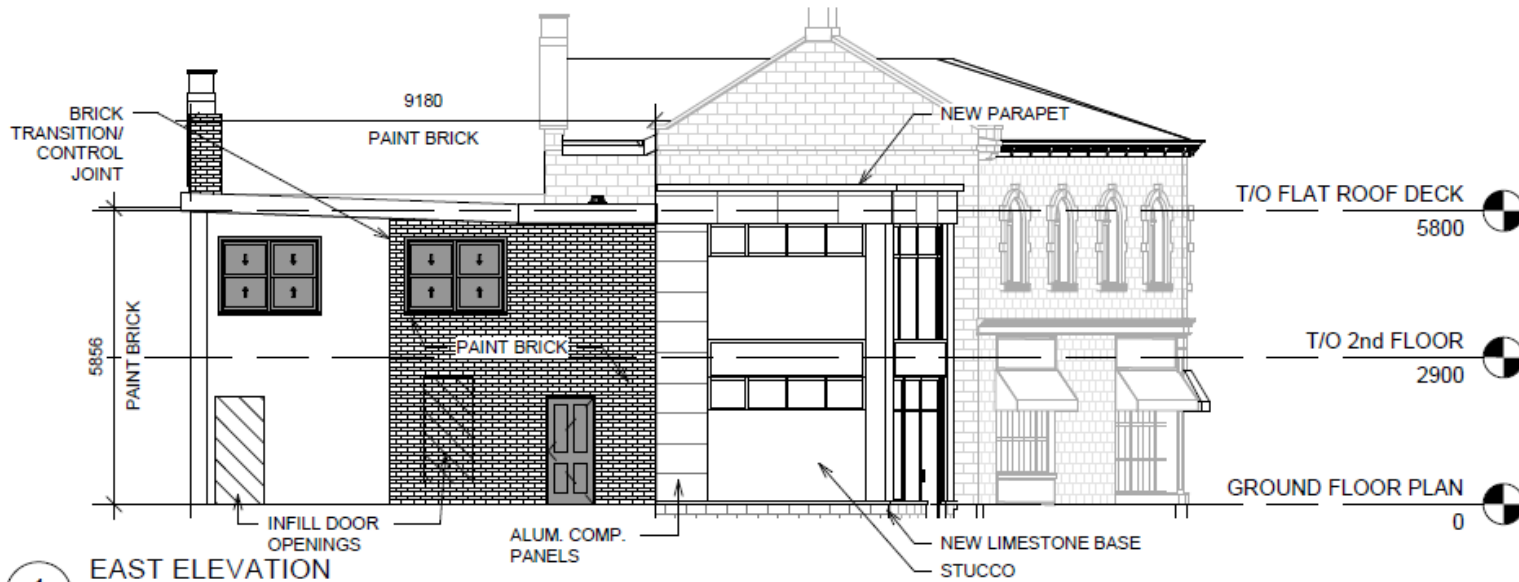 9180
PAINT BRICK
BRICK
TRANSITION/
CONTROL
JOINT
NEW PARAPET
T/O FLAT ROOF DECK
5800
5856
PAINT BRICK
PAINT BRICK
T/O 2nd FLOOR
2900
GROUND FLOOR PLAN
0
INFILL DOOR
OPENINGS
ALUM. COMP.
PANELS
NEW LIMESTONE BASE
STUCCO
EAST ELEVATION